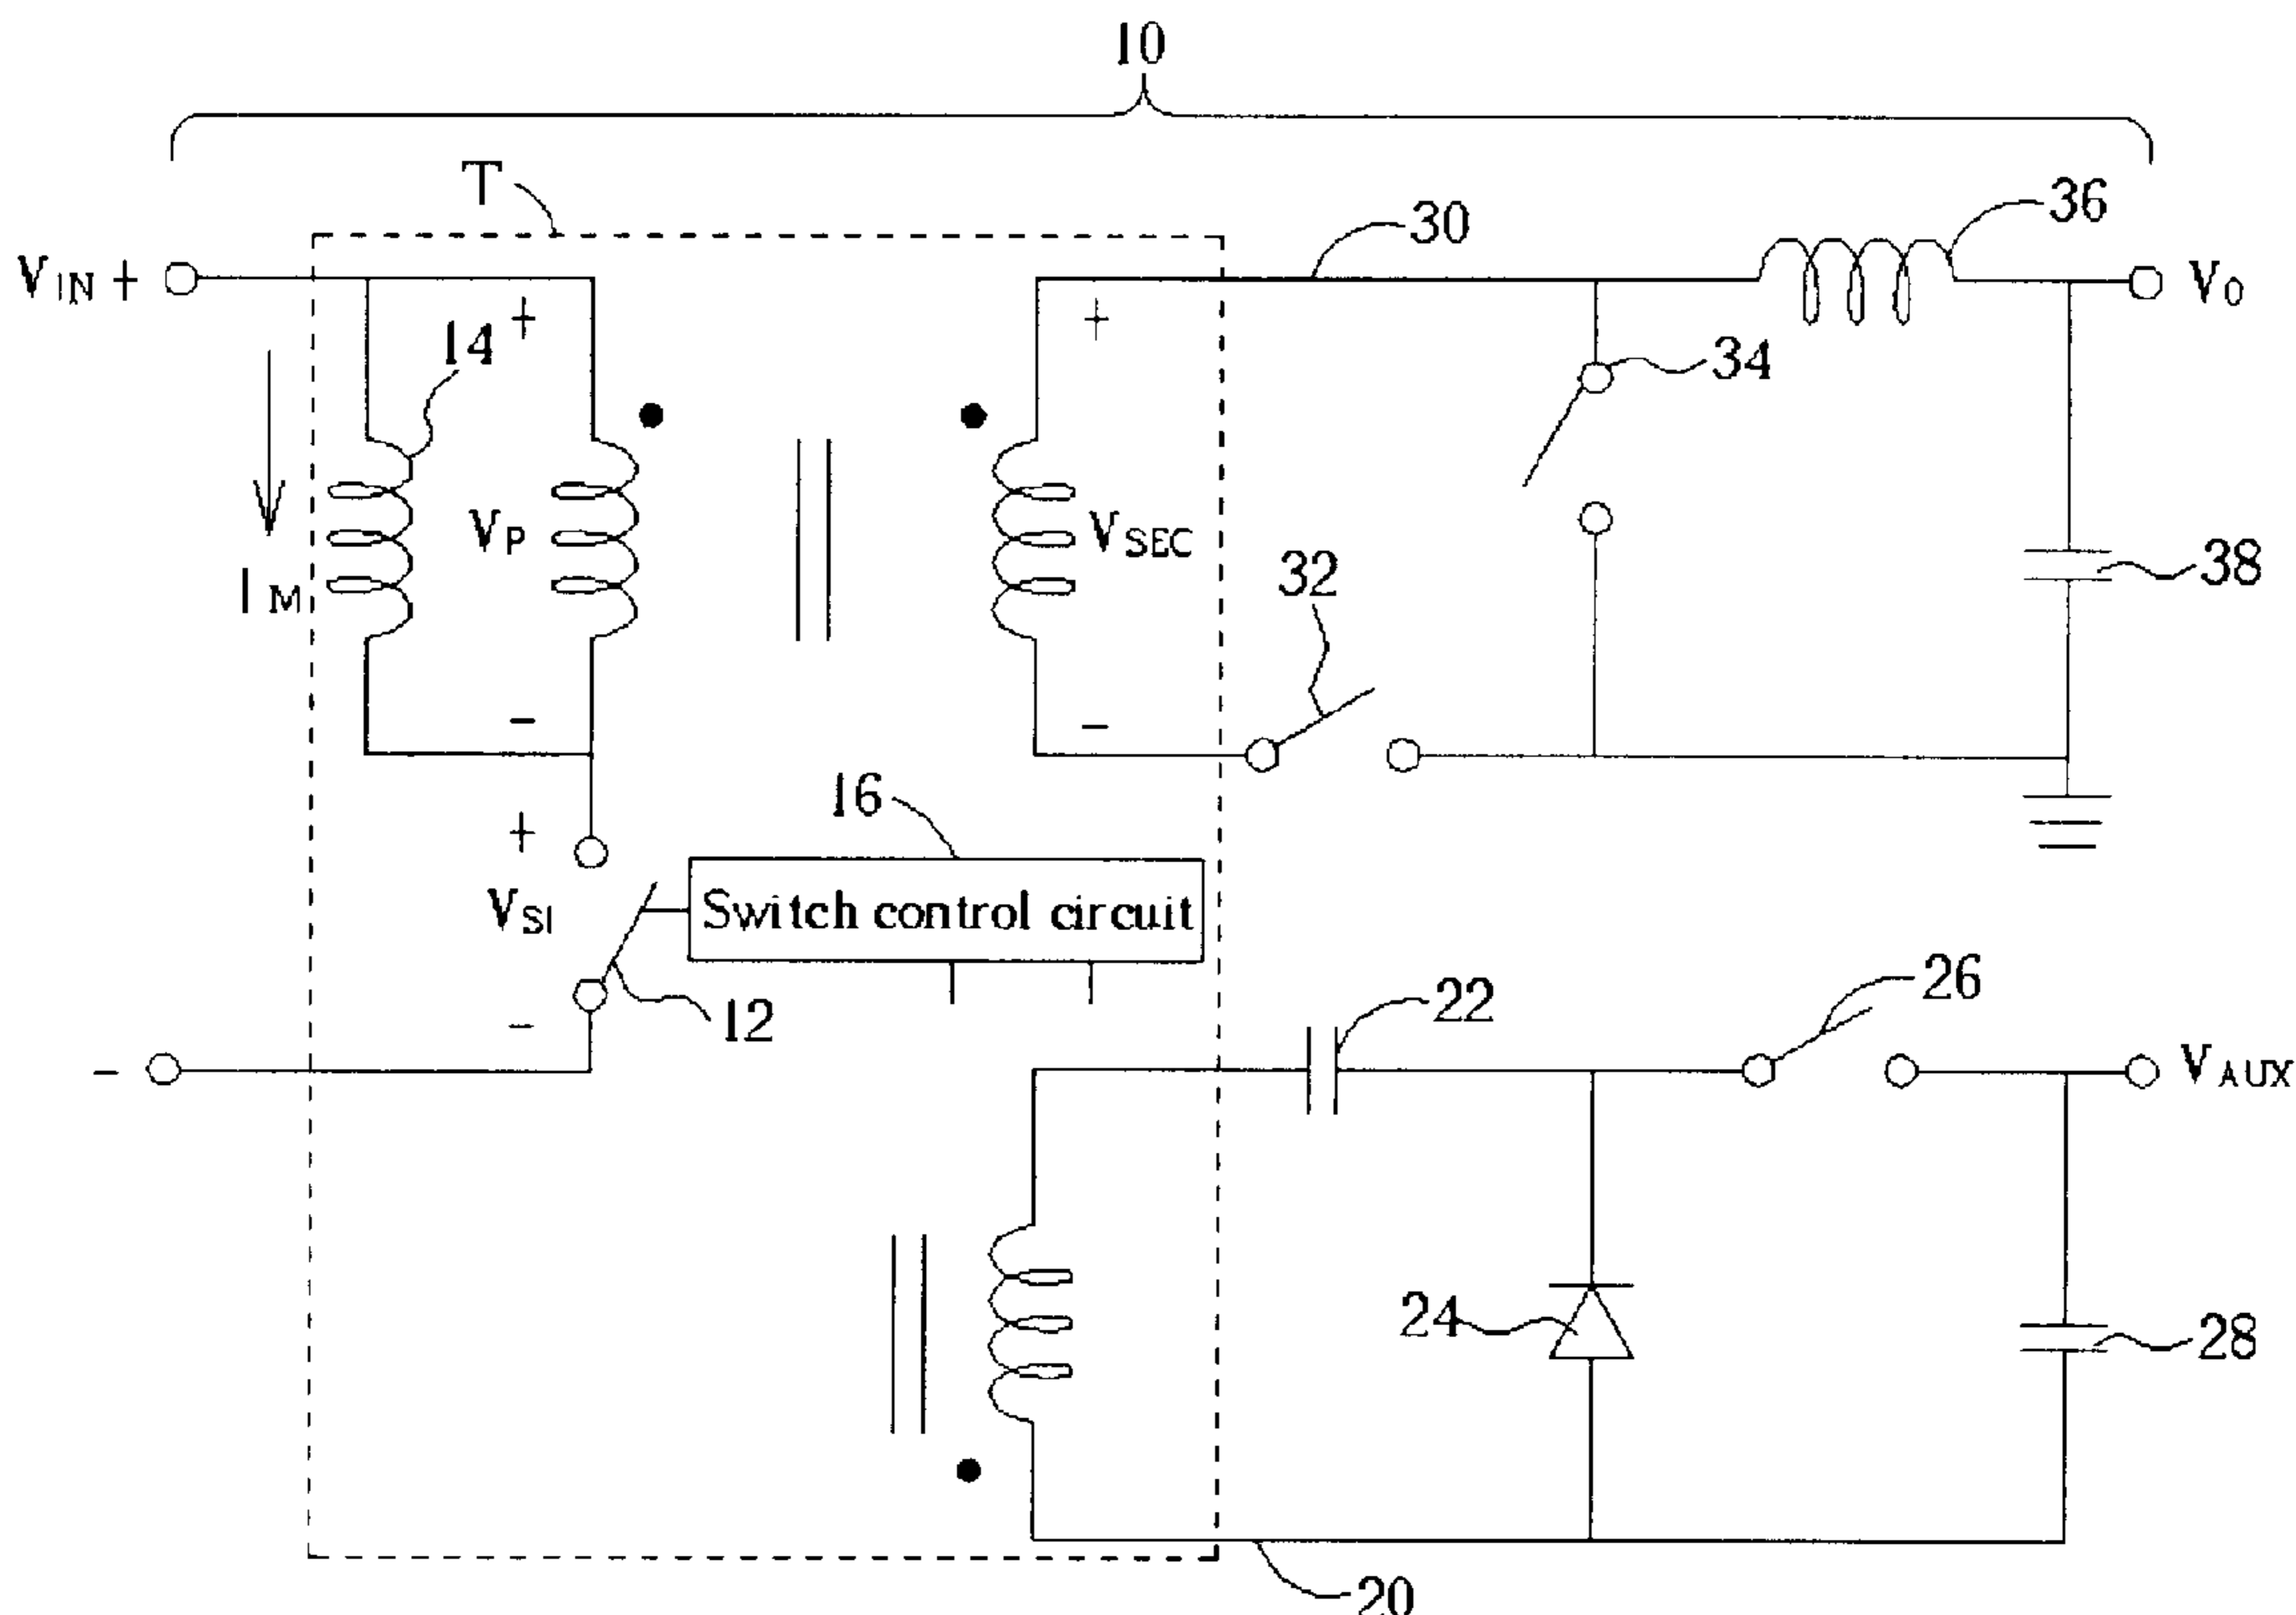 10
T
30
36
VIN +
VO
14
34
VP
VSEC
IM
32
38
16
+
VSI
Switch control circuit
12
-
22
26
-
VAUX
24
28
20